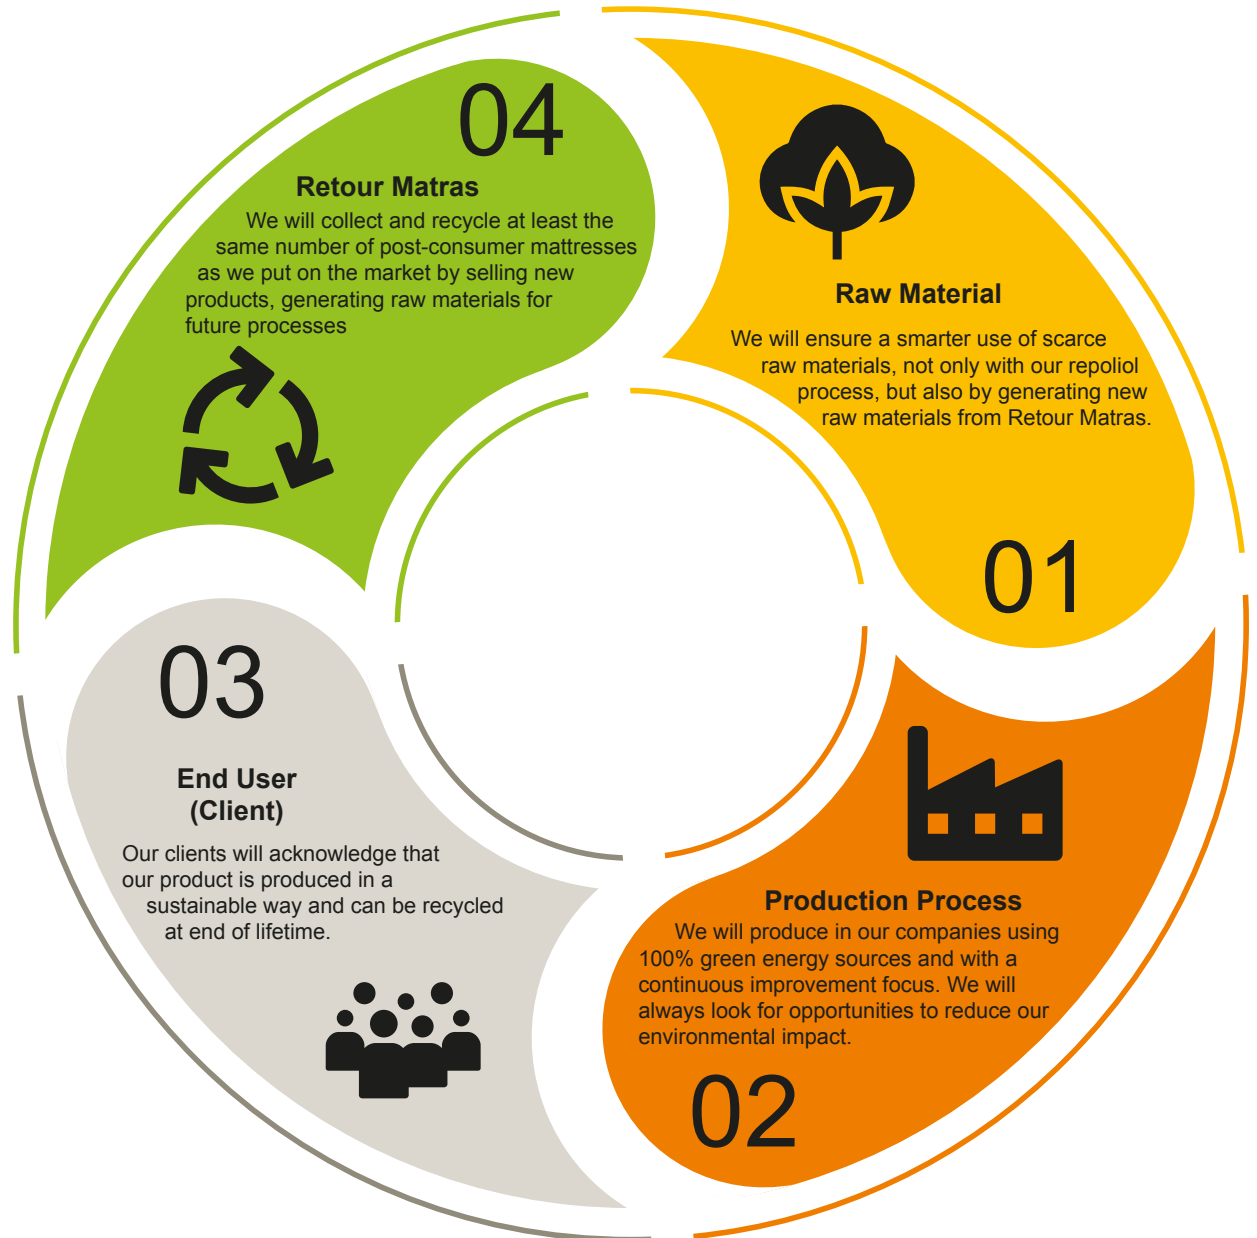 04
Retour Matras
We will collect and recycle at least the
same number of post-consumer mattresses
as we put on the market by selling new
products, generating raw materials for
future processes
Raw Material
We will ensure a smarter use of scarce
raw materials, not only with our repoliol
process, but also by generating new
raw materials from Retour Matras.
01
03
End User
(Client)
Our clients will acknowledge that
our product is produced in a
sustainable way and can be recycled
at end of lifetime.
Production Process
We will produce in our companies using
100% green energy sources and with a
continuous improvement focus. We will
always look for opportunities to reduce our
environmental impact.
02